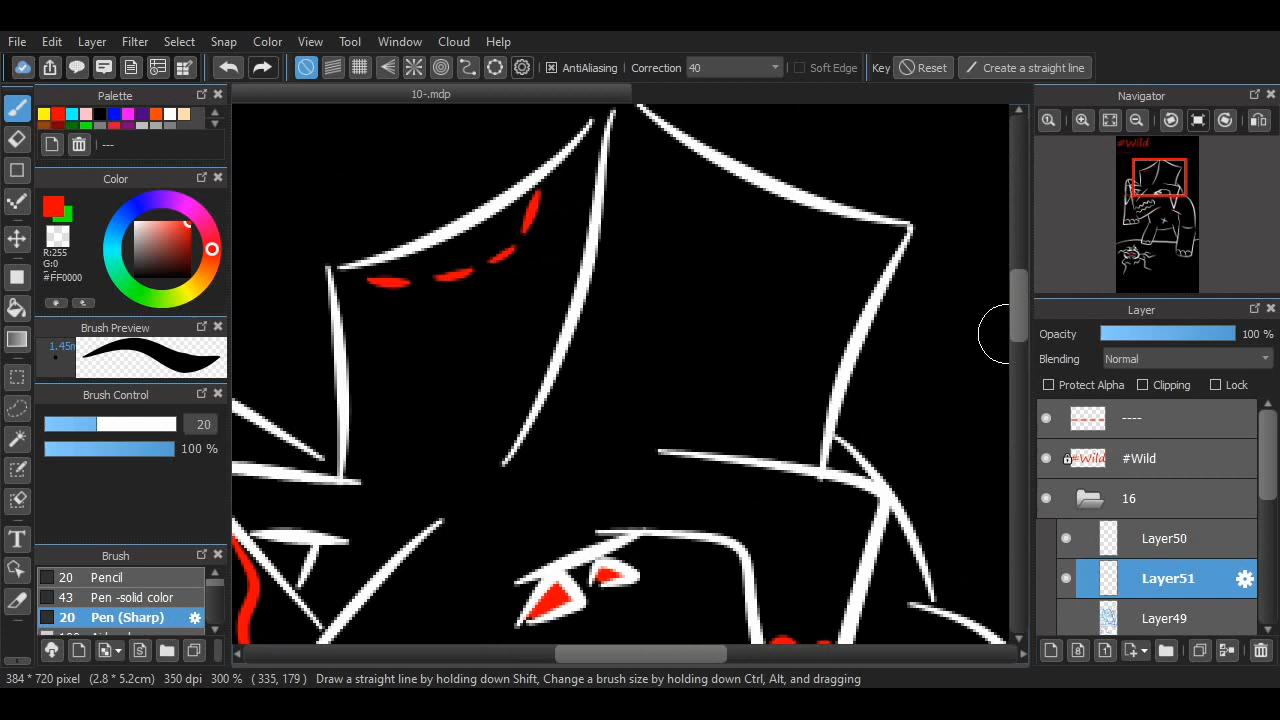 File Edit Layer Filter Select Snap Color View Tool Window Cloud Help
AntiAliasing Correction 40 Soft Edge Key Reset Create a straight line
Palette
---
Color
R:255
G:0
#FF0000
Brush Preview
Brush Control
20
100 %
Brush
20 Pencil
43 Pen -solid color
20 Pen (Sharp)
10-.mdp
Navigator
#Wild
Layer
Opacity 100 %
Blending Normal
Protect Alpha Clipping Lock
----
#Wild #Wild
16
Layer50
Layer51
Layer49
T
384 * 720 pixel (2.8 * 5.2cm) 350 dpi 300 % ( 335, 179 ) Draw a straight line by holding down Shift, Change a brush size by holding down Ctrl, Alt, and dragging